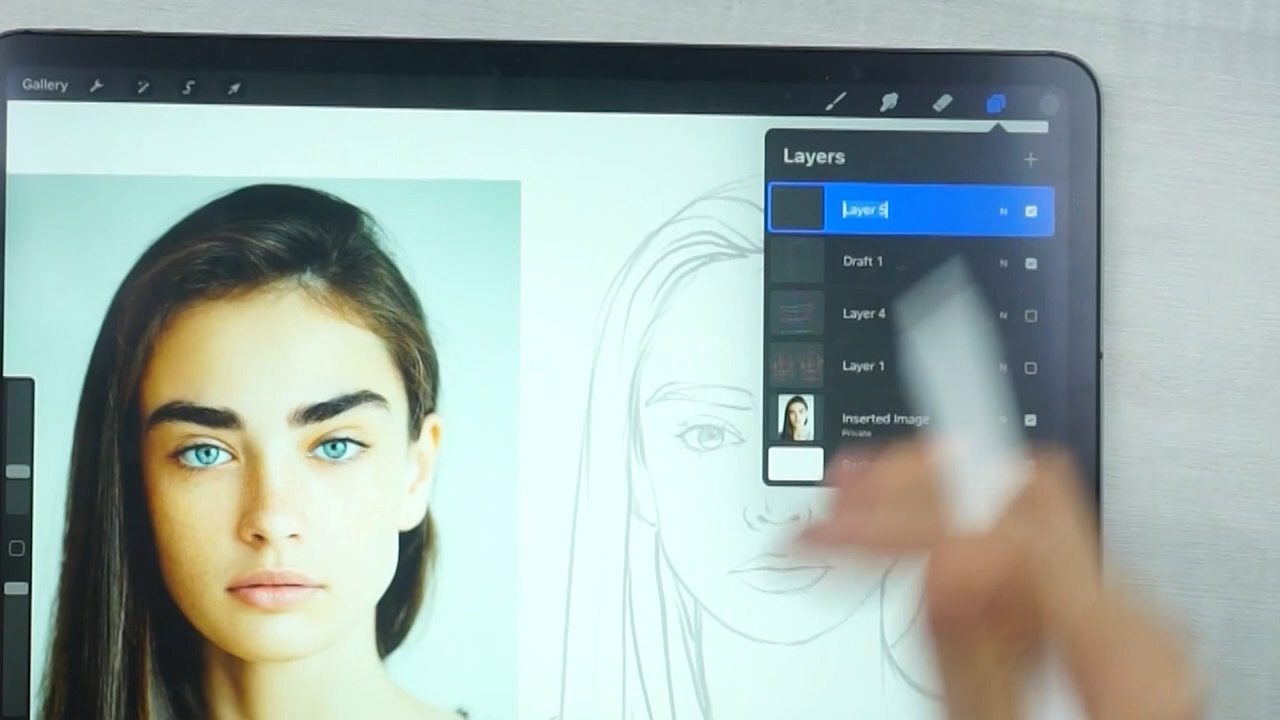 Gallery
Layers
Layer 5
N
Draft 1
N
Layer 4
N
Layer 1
N
Inserted Image
Private